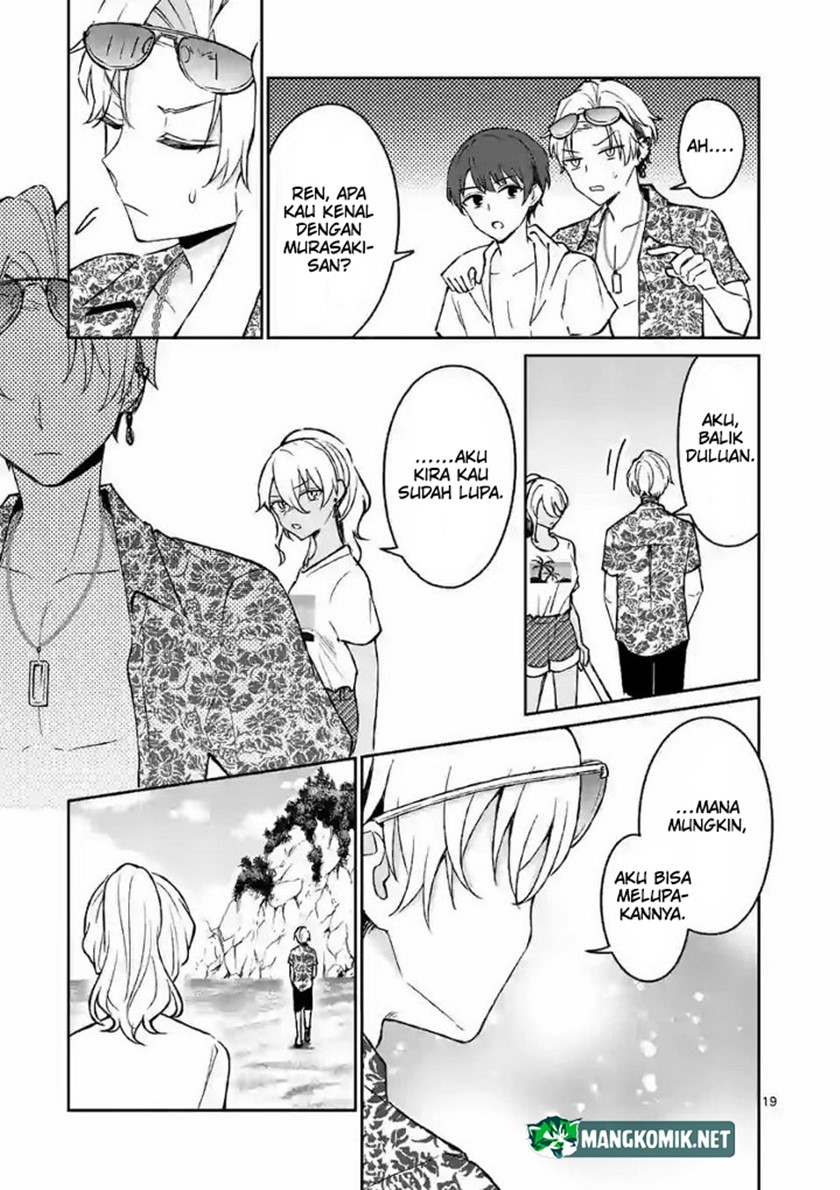 AH....
REN, APA
KAU KENAL
DENGAN
MURASAKI-
SAN?
AKU,
BALIK
DULUAN.
......AKU
KIRA KAU
SUDAH LUPA.
...MANA
MUNGKIN,
AKU BISA
MELUPA-
KANNYA.
19
MANGKOMIK.NET